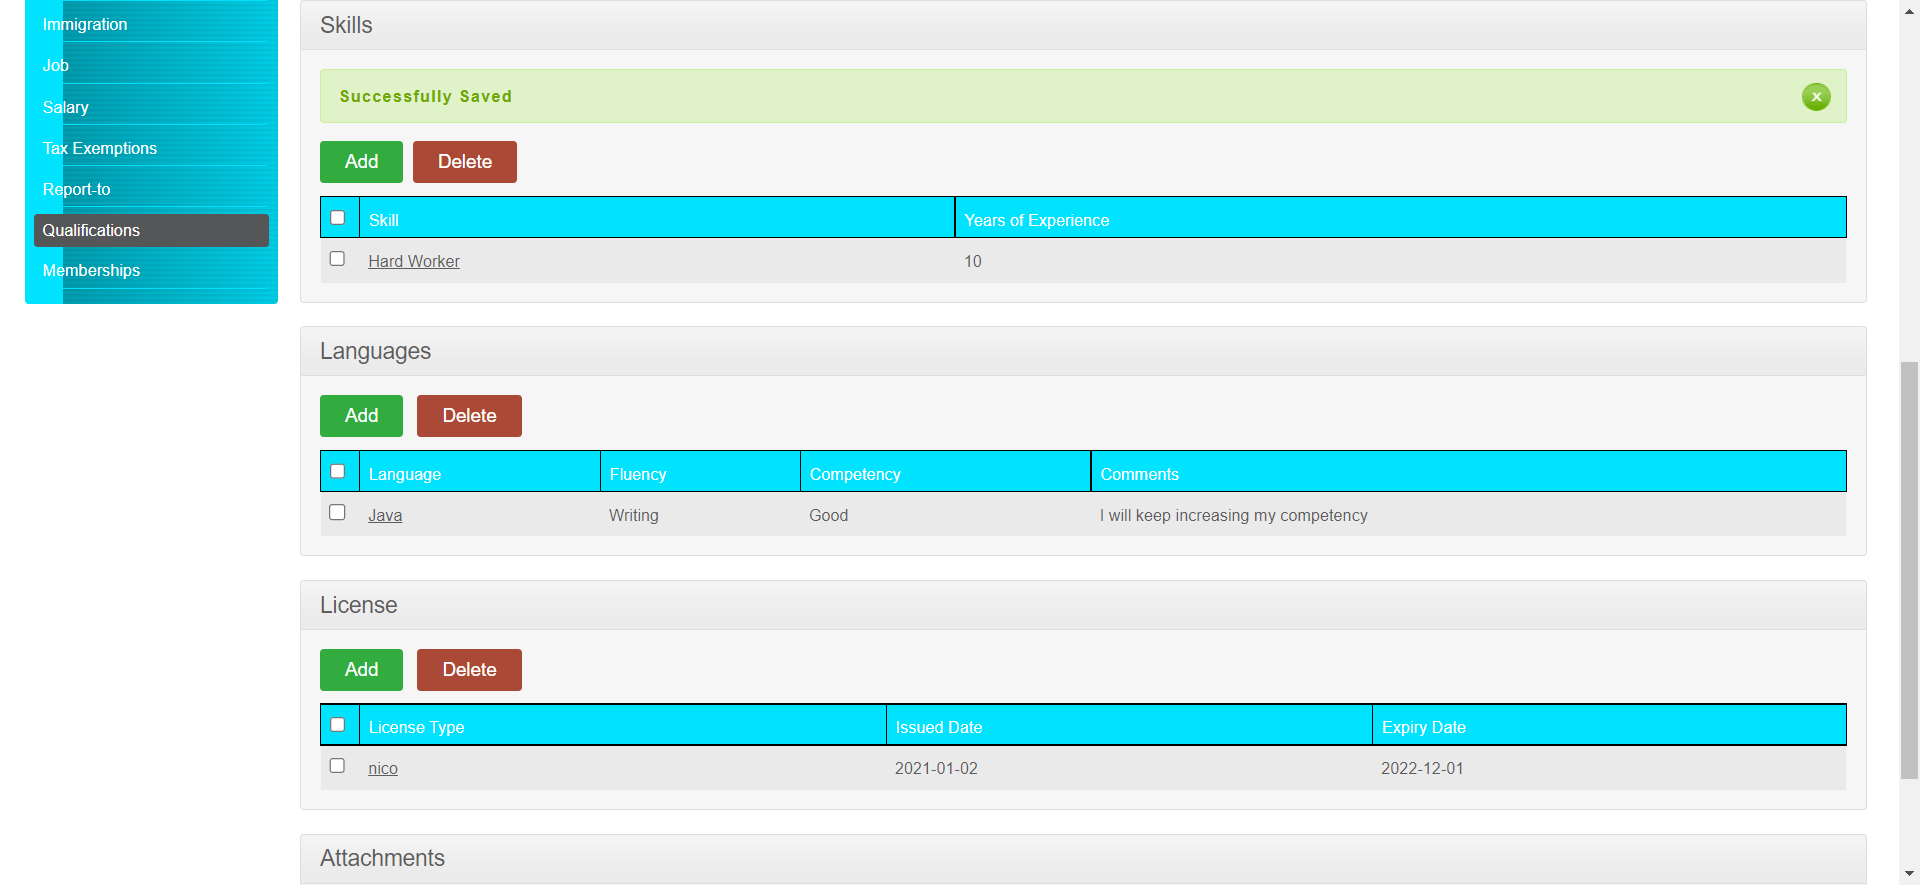 Immigration
Job
Salary
Tax Exemptions
Report-to
Qualifications
Memberships
Skills
Successfully Saved
Add Delete
Skill Years of Experience
Hard Worker 10
Languages
Add Delete
Language Fluency Competency Comments
Java Writing Good I will keep increasing my competency
License
Add Delete
License Type Issued Date Expiry Date
nico 2021-01-02 2022-12-01
Attachments